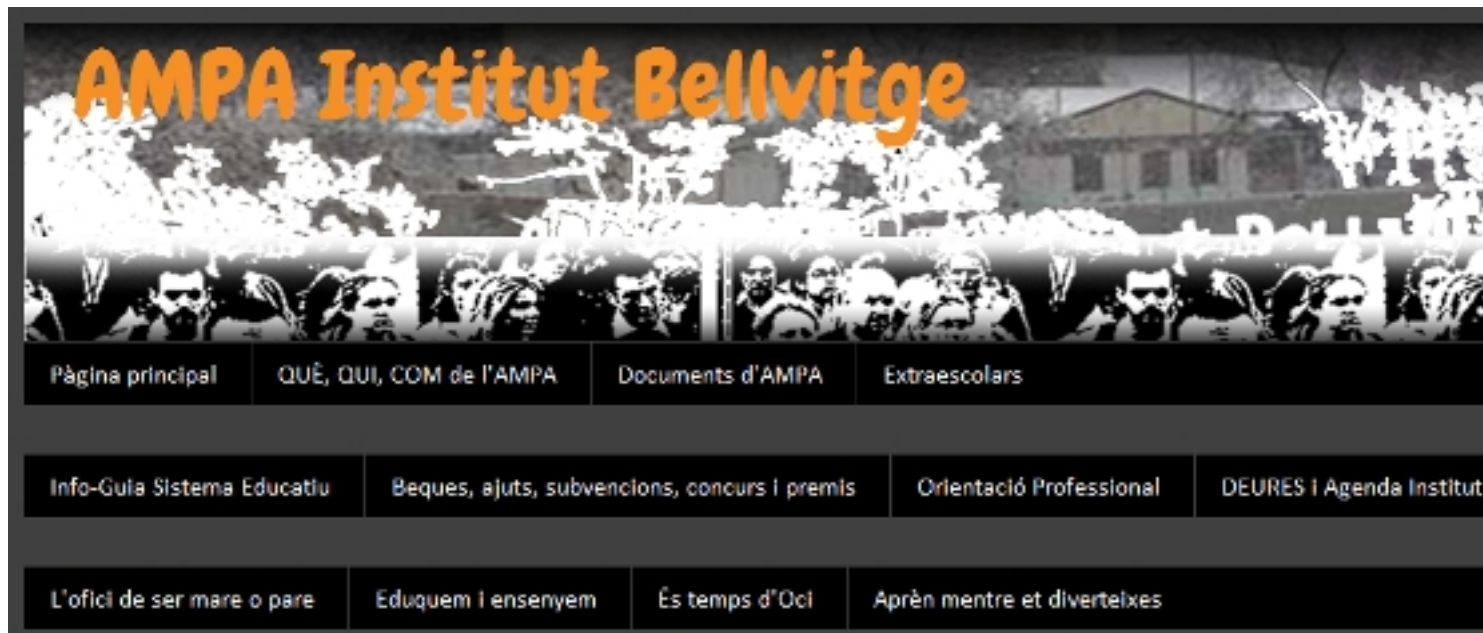 AMPA Institut Bellvitge
Pàgina principal QUÈ, QUI, COM de l'AMPA Documents d'AMPA Extraescolars
Info-Guia Sistema Educatiu Beques, ajuts, subvencions, concurs i premis Orientació Professional DEURES i Agenda Institut
L'ofici de ser mare o pare Eduquem i ensenyem És temps d'Oci Aprèn mentre et diverteixes